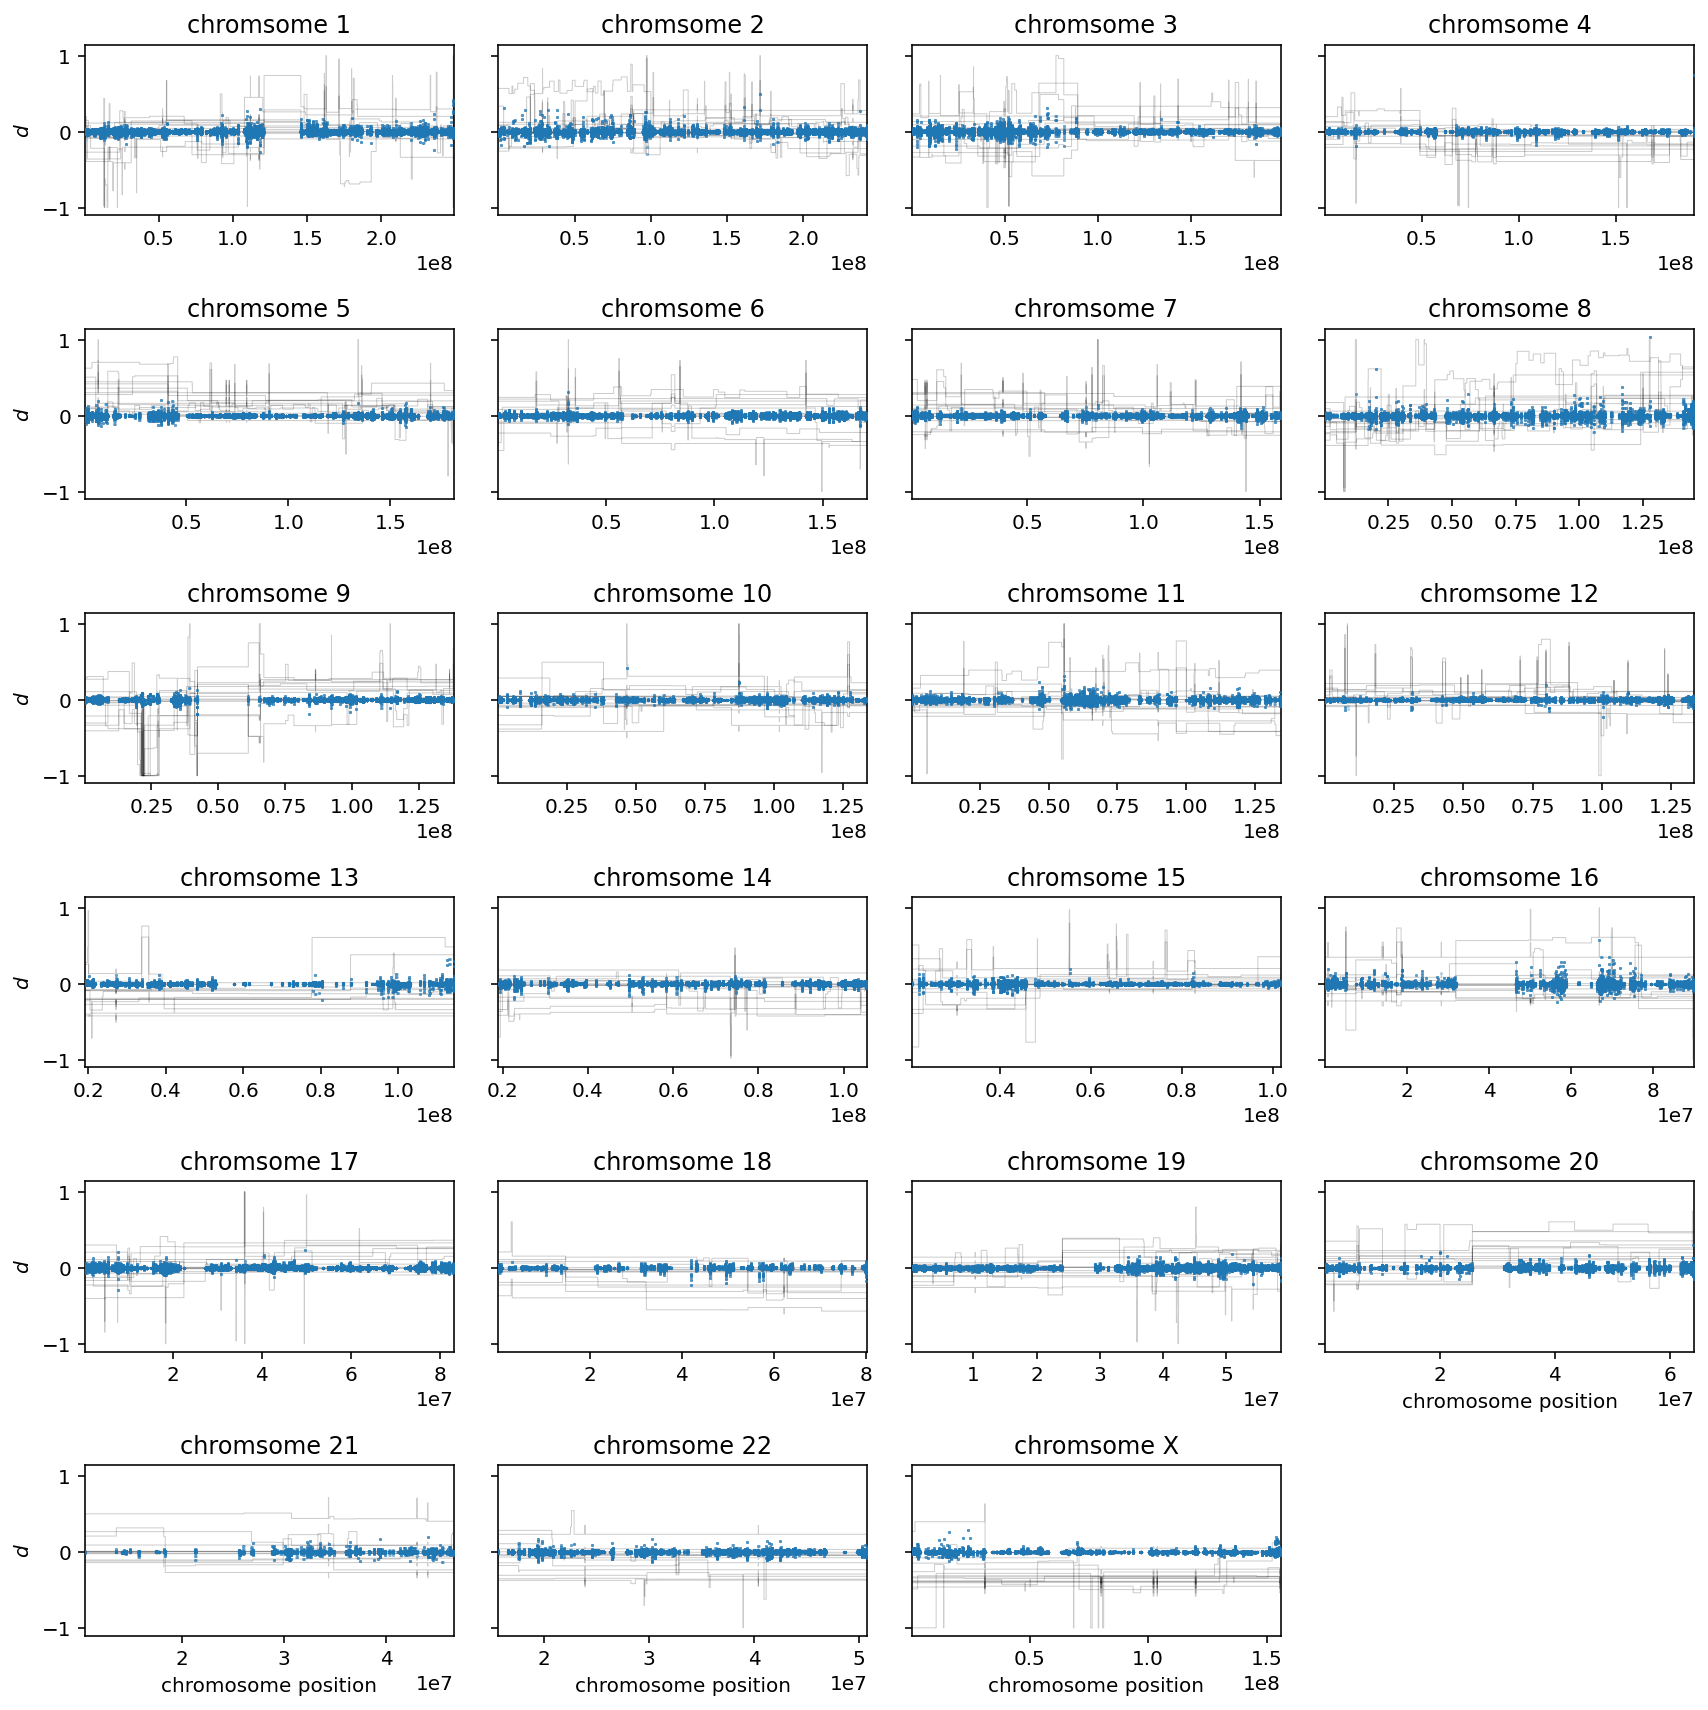 chromsome 1 chromsome 2 chromsome 3 chromsome 4
1
0
−1
d
0.5 1.0 1.5 2.0 0.5 1.0 1.5 2.0 0.5 1.0 1.5 0.5 1.0 1.5
1e8 1e8 1e8 1e8
chromsome 5 chromsome 6 chromsome 7 chromsome 8
1
0
−1
d
0.5 1.0 1.5 0.5 1.0 1.5 0.5 1.0 1.5 0.25 0.50 0.75 1.00 1.25
1e8 1e8 1e8 1e8
chromsome 9 chromsome 10 chromsome 11 chromsome 12
1
0
−1
d
0.25 0.50 0.75 1.00 1.25 0.25 0.50 0.75 1.00 1.25 0.25 0.50 0.75 1.00 1.25 0.25 0.50 0.75 1.00 1.25
1e8 1e8 1e8 1e8
chromsome 13 chromsome 14 chromsome 15 chromsome 16
1
0
−1
d
0.2 0.4 0.6 0.8 1.0 0.2 0.4 0.6 0.8 1.0 0.4 0.6 0.8 1.0 2 4 6 8
1e8 1e8 1e8 1e7
chromsome 17 chromsome 18 chromsome 19 chromsome 20
1
0
−1
d
2 4 6 8 2 4 6 8 1 2 3 4 5 2 4 6
1e7 1e7 1e7 chromosome position 1e7
chromsome 21 chromsome 22 chromsome X
1
0
−1
d
2 3 4 2 3 4 5 0.5 1.0 1.5
chromosome position 1e7 chromosome position 1e7 chromosome position 1e8